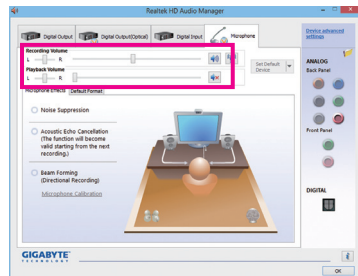 Realtek HD Audio Manager
Digital Output
Digital Output(Optical)
Digital Input
Microphone
Device advanced
settings
Recording Volume
L
R
Set Default
Device
Playback Volume
L
R
Microphone Effects
Default Format
Noise Suppression
Acoustic Echo Cancellation
(The function will become
valid starting from the next
recording.)
Beam Forming
(Directional Recording)
Microphone Calibration
ANALOG
Back Panel
Front Panel
DIGITAL
GIGABYTE
TECHNOLOGY
i
OK